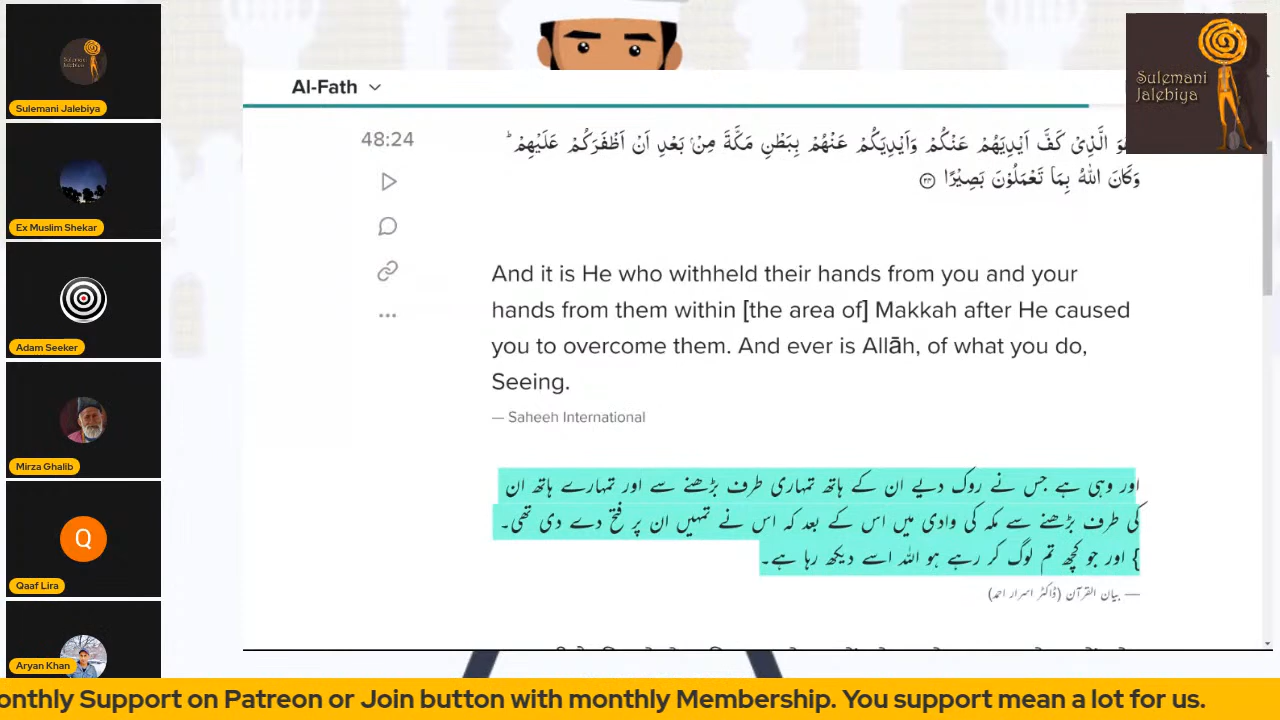 Sulemani
Jalebiya
Sulemani Jalebiya
Ex Muslim Shekar
Adam Seeker
Mirza Ghalib
Q
Qaaf Lira
Aryan Khan
Al-Fath
48:24
الَّذِىْ كَفَّ اَيْدِيَهُمْ عَنْكُمْ وَاَيْدِيَكُمْ عَنْهُمْ بِبَطْنِ مَكَّةَ مِنْۢ بَعْدِ اَنْ اَظْفَرَكُمْ عَلَيْهِمْ ؕ
وَكَانَ اللّٰهُ بِمَا تَعْمَلُوْنَ بَصِيْرًا ۟
And it is He who withheld their hands from you and your
hands from them within [the area of] Makkah after He caused
you to overcome them. And ever is Allāh, of what you do,
Seeing.
— Saheeh International
اور وہی ہے جس نے روک دیے ان کے ہاتھ تمہاری طرف بڑھنے سے اور تمہارے ہاتھ ان
کی طرف بڑھنے سے مکہ کی وادی میں اس کے بعد کہ اس نے تمہیں ان پر فتح دے دی تھی۔
} اور جو کچھ تم لوگ کر رہے ہو اللہ اسے دیکھ رہا ہے۔
— بیان القرآن (ڈاکٹر اسرار احمد)
Sulemani
Jalebiya
onthly Support on Patreon or Join button with monthly Membership. You support mean a lot for us.